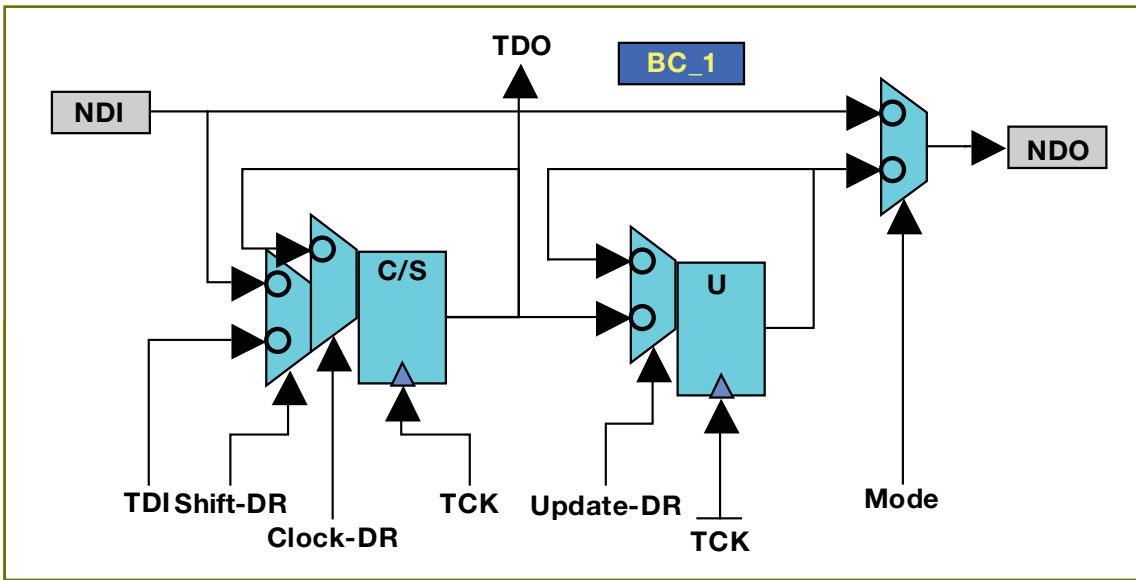 TDO
BC_1
NDI
NDO
C/S
U
TDI Shift-DR
TCK
Update-DR
Mode
Clock-DR
TCK